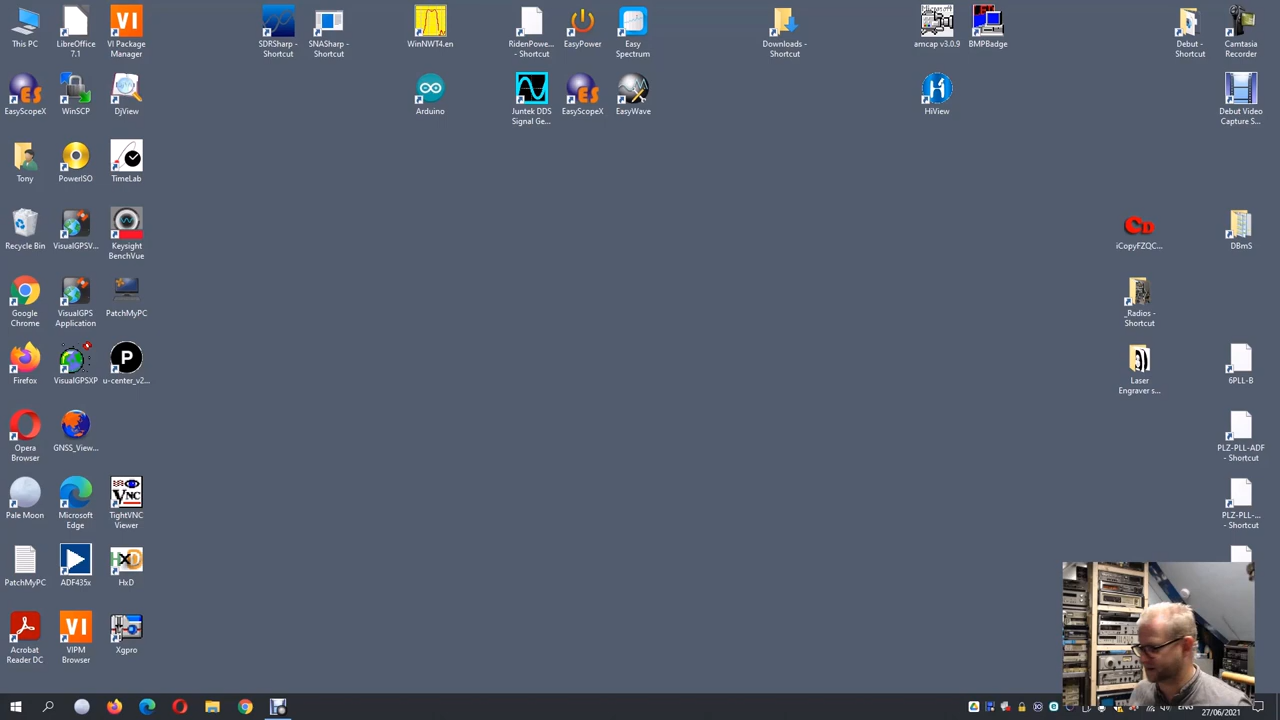 This PC
LibreOffice
7.1
VI Package
Manager
SDRSharp -
Shortcut
SNASharp -
Shortcut
WinNWT4.en
RidenPowe...
- Shortcut
EasyPower
Easy
Spectrum
Downloads -
Shortcut
Microsoft
amcap v3.0.9
BMPBadge
Debut -
Shortcut
Camtasia
Recorder
EasyScopeX
WinSCP
DjView
Arduino
Juntek DDS
Signal Ge...
EasyScopeX
EasyWave
HiView
Debut Video
Capture S...
Tony
PowerISO
TimeLab
Recycle Bin
VisualGPSV...
Keysight
BenchVue
iCopyFZQC...
DBmS
Google
Chrome
VisualGPS
Application
PatchMyPC
_Radios -
Shortcut
Firefox
VisualGPSXP
u-center_v2...
Laser
Engraver s...
6PLL-B
Opera
Browser
GNSS_View...
PLZ-PLL-ADF
- Shortcut
Pale Moon
Microsoft
Edge
TightVNC
Viewer
PLZ-PLL-...
- Shortcut
PatchMyPC
ADF435x
HxD
Acrobat
Reader DC
VIPM
Browser
Xgpro
ENG
27/06/2021